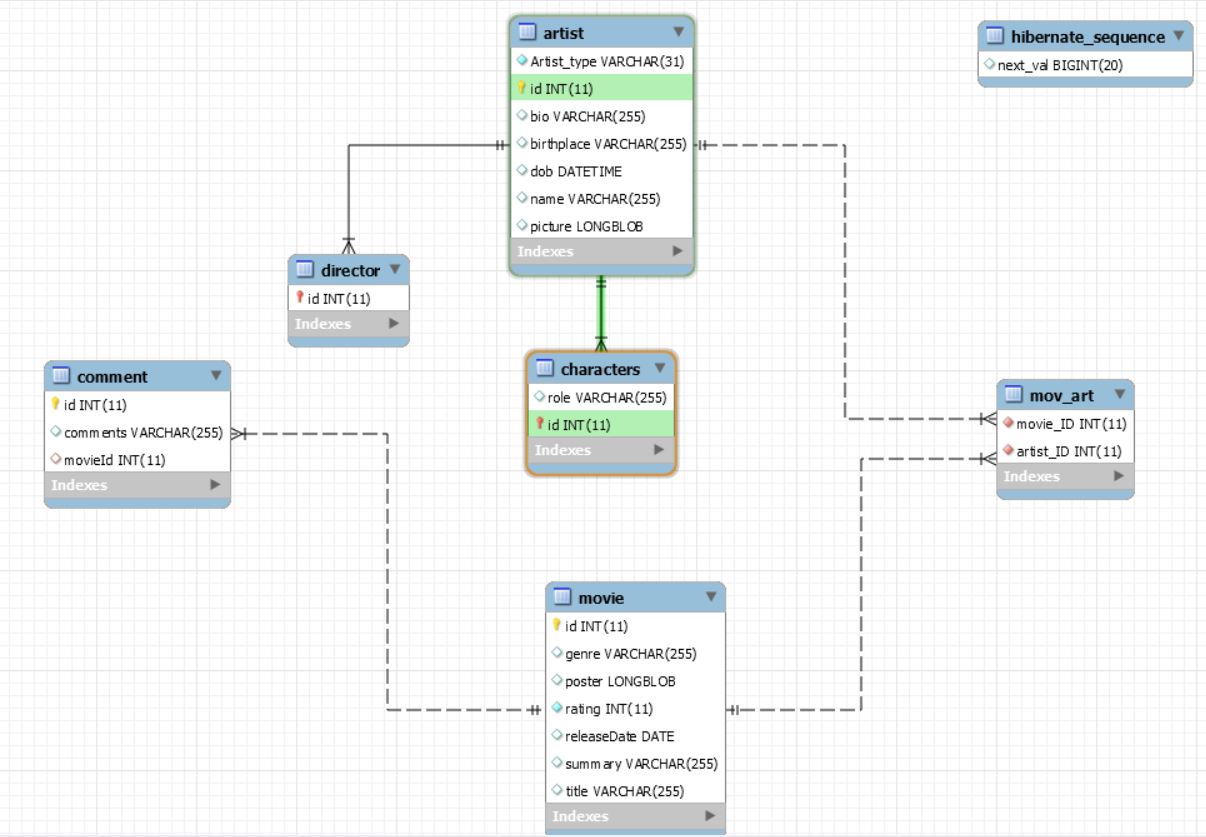 artist
Artist_type VARCHAR(31)
id INT(11)
bio VARCHAR(255)
birthplace VARCHAR(255)
dob DATETIME
name VARCHAR(255)
picture LONGBLOB
Indexes
hibernate_sequence
next_val BIGINT(20)
director
id INT(11)
Indexes
comment
id INT(11)
comments VARCHAR(255)
movieId INT(11)
Indexes
characters
role VARCHAR(255)
id INT(11)
Indexes
mov_art
movie_ID INT(11)
artist_ID INT(11)
Indexes
movie
id INT(11)
genre VARCHAR(255)
poster LONGBLOB
rating INT(11)
releaseDate DATE
summary VARCHAR(255)
title VARCHAR(255)
Indexes